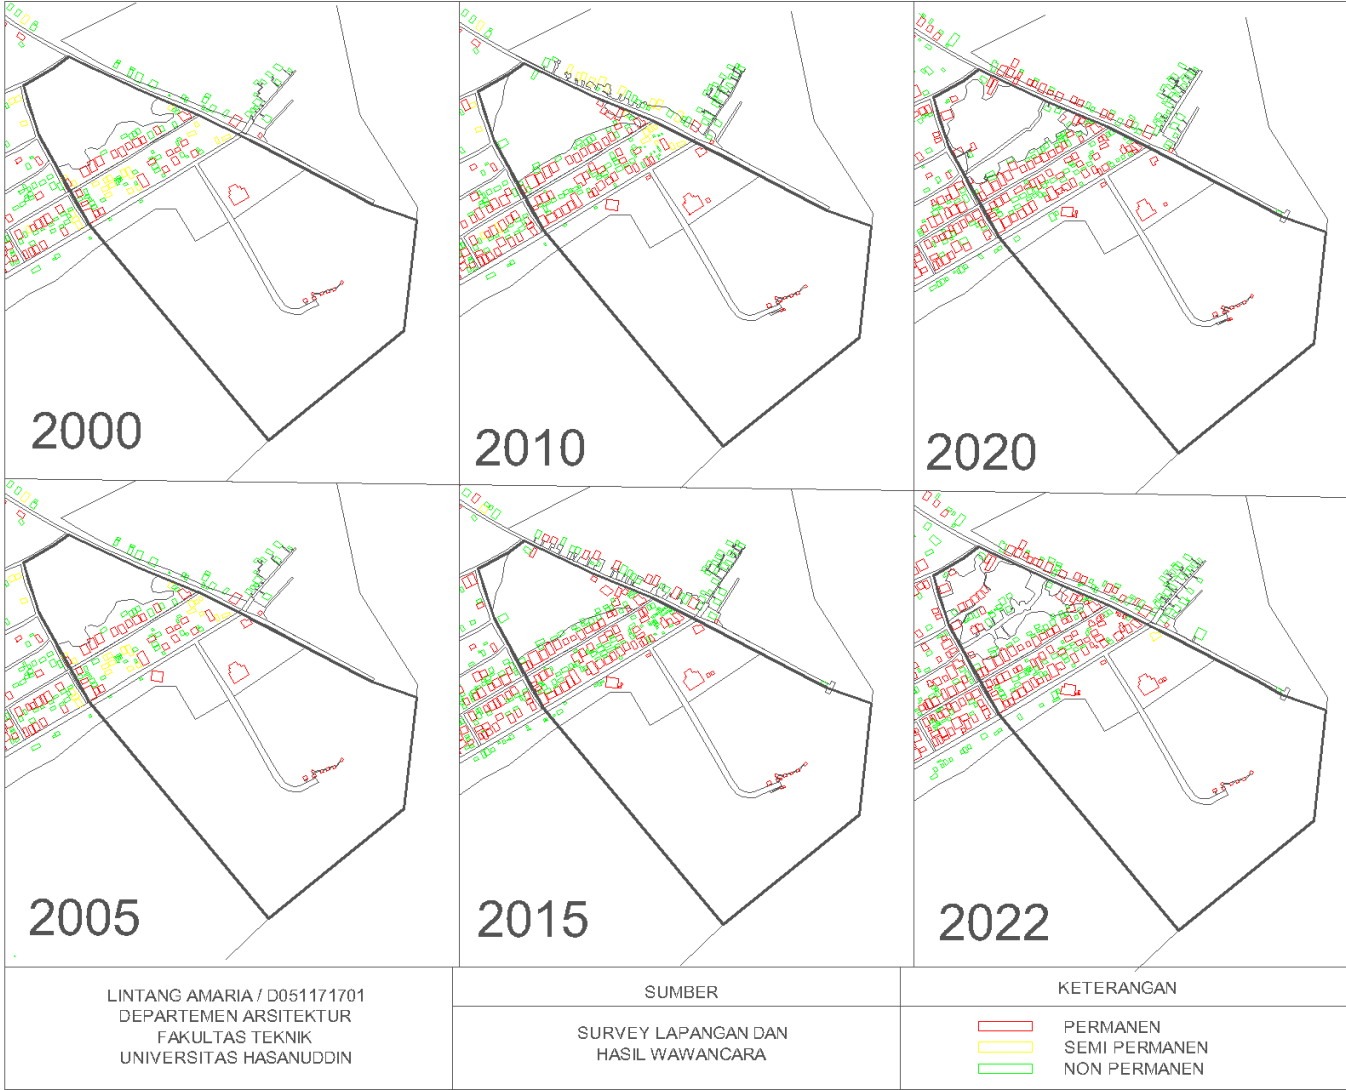 2000
2010
2020
2005
2015
2022
LINTANG AMARIA / D051171701
DEPARTEMEN ARSITEKTUR
FAKULTAS TEKNIK
UNIVERSITAS HASANUDDIN
SUMBER
SURVEY LAPANGAN DAN
HASIL WAWANCARA
KETERANGAN
PERMANEN
SEMI PERMANEN
NON PERMANEN